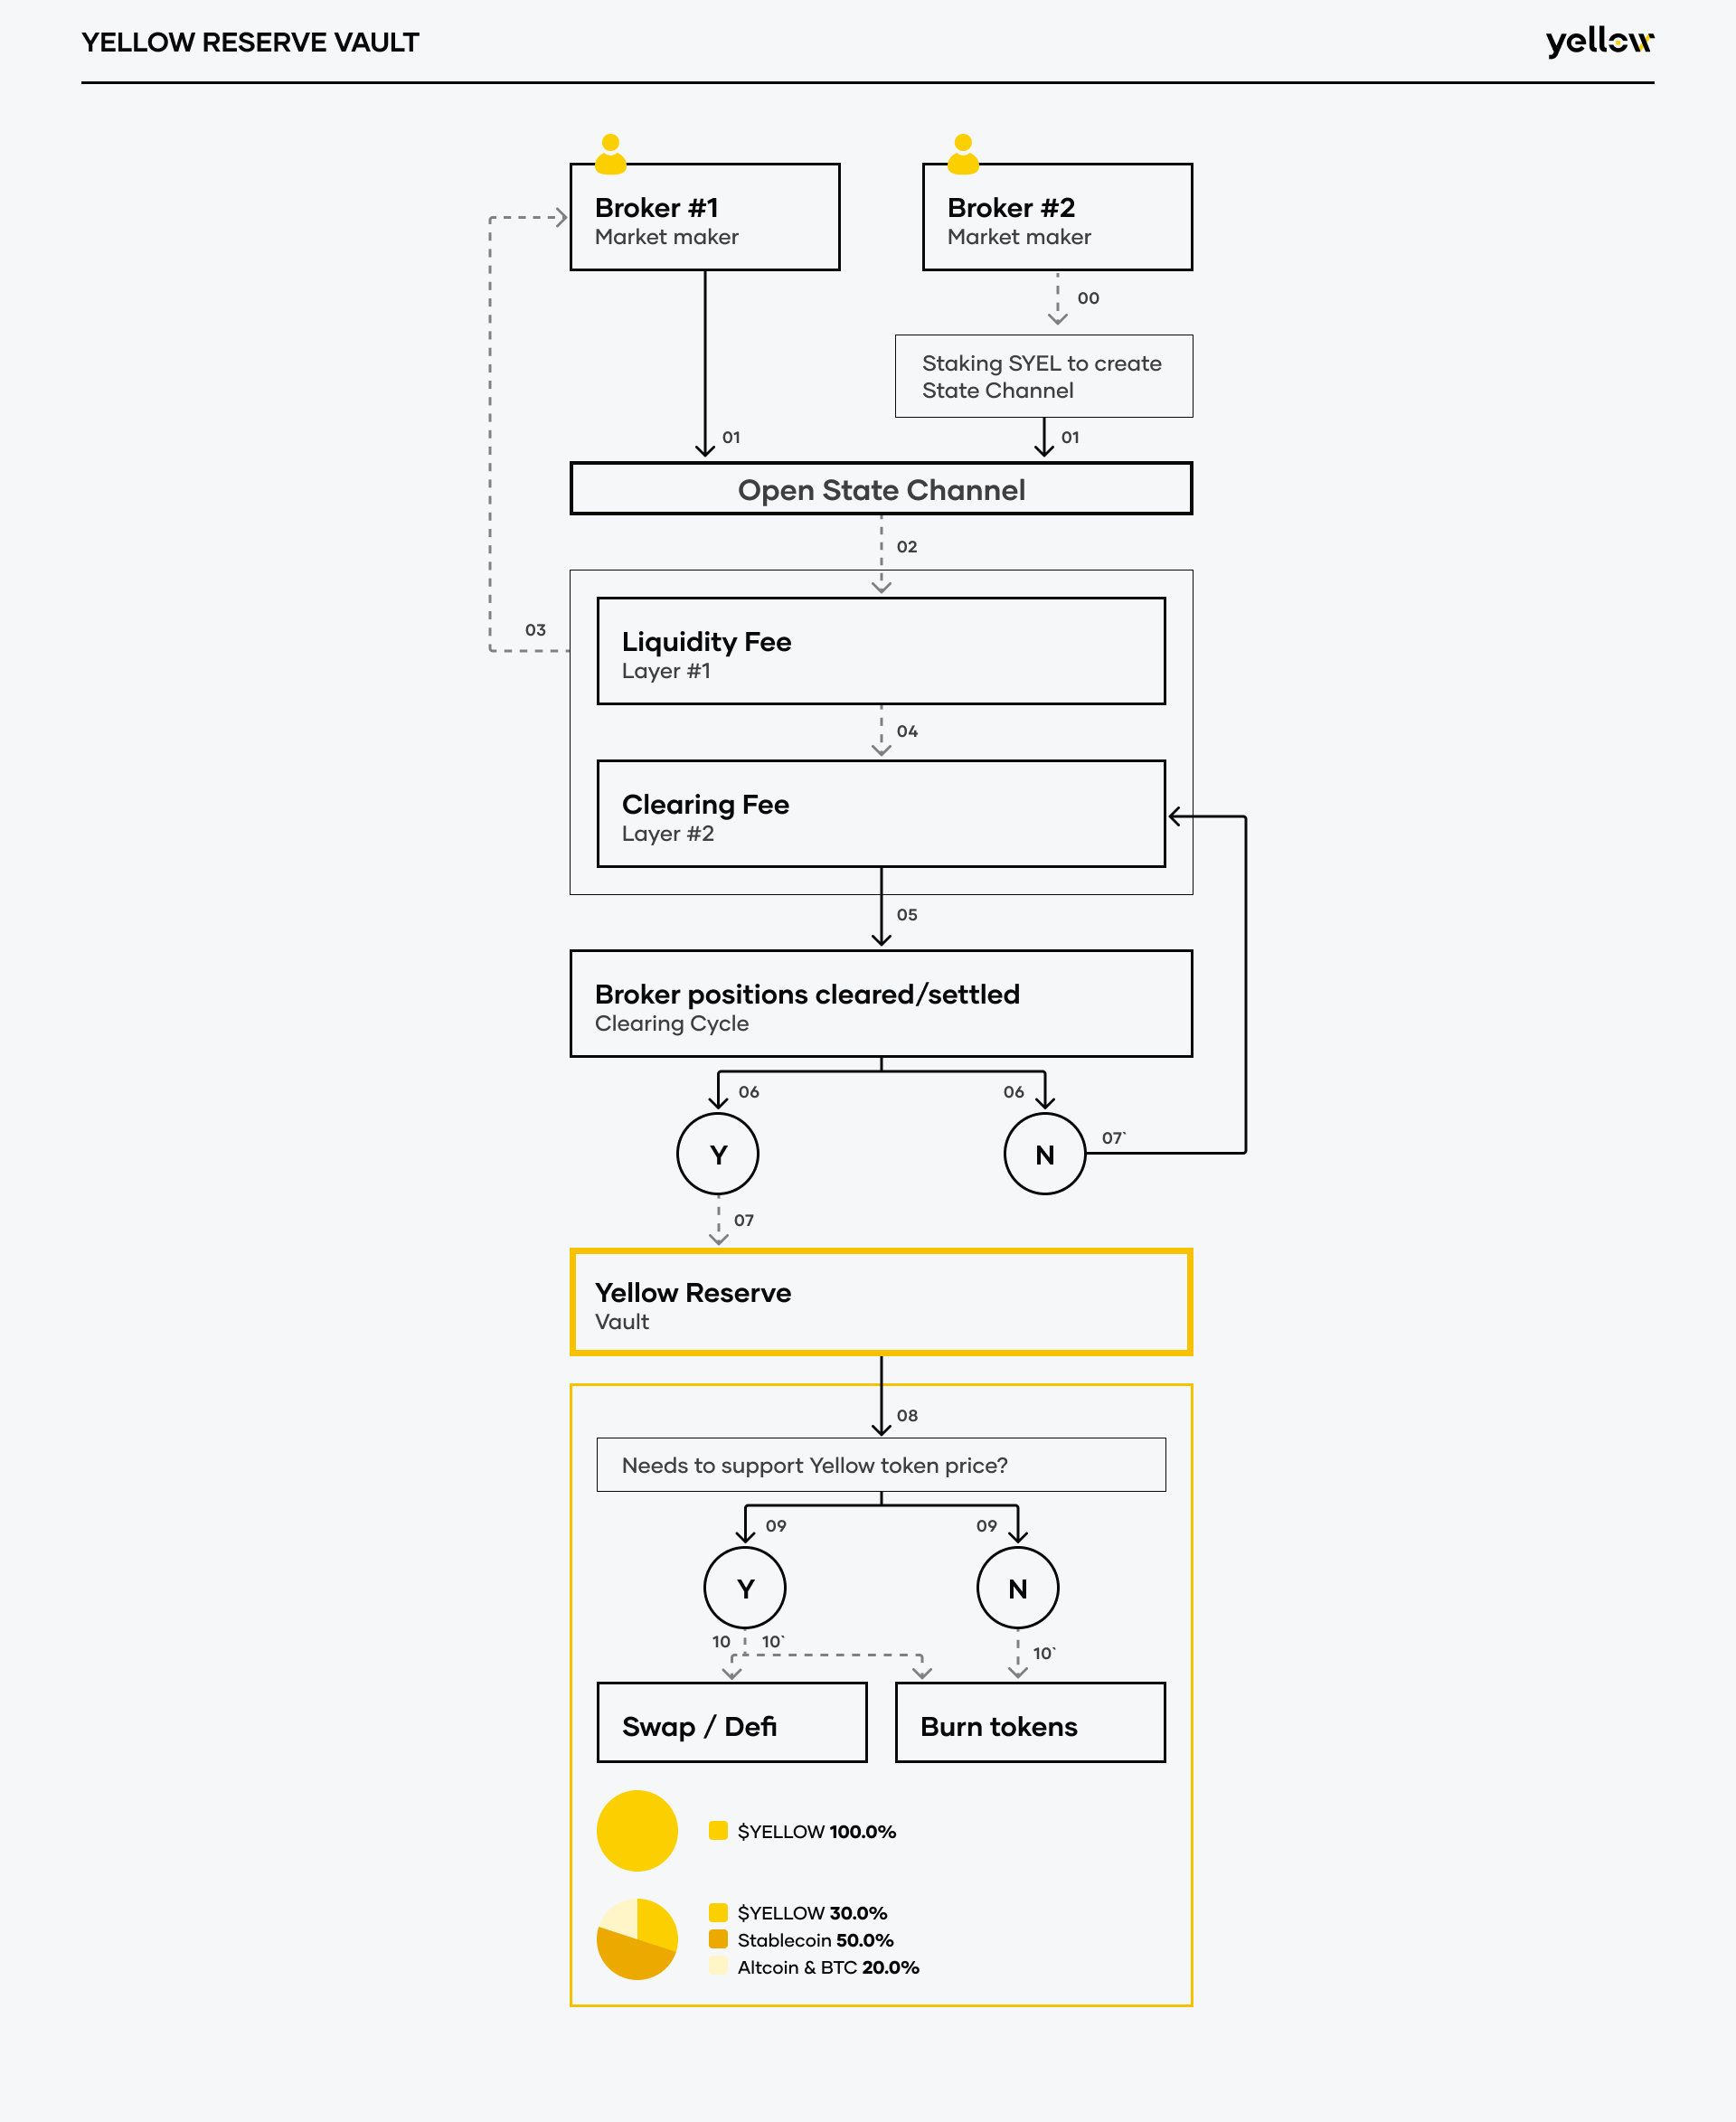 YELLOW RESERVE VAULT
yellow
Broker #1
Market maker
Broker #2
Market maker
00
Staking SYEL to create
State Channel
01
01
Open State Channel
02
03
Liquidity Fee
Layer #1
04
Clearing Fee
Layer #2
05
Broker positions cleared/settled
Clearing Cycle
06
06
Y
N
07`
07
Yellow Reserve
Vault
08
Needs to support Yellow token price?
09
09
Y
N
10
10`
10`
Swap / Defi
Burn tokens
$YELLOW 100.0%
$YELLOW 30.0%
Stablecoin 50.0%
Altcoin & BTC 20.0%